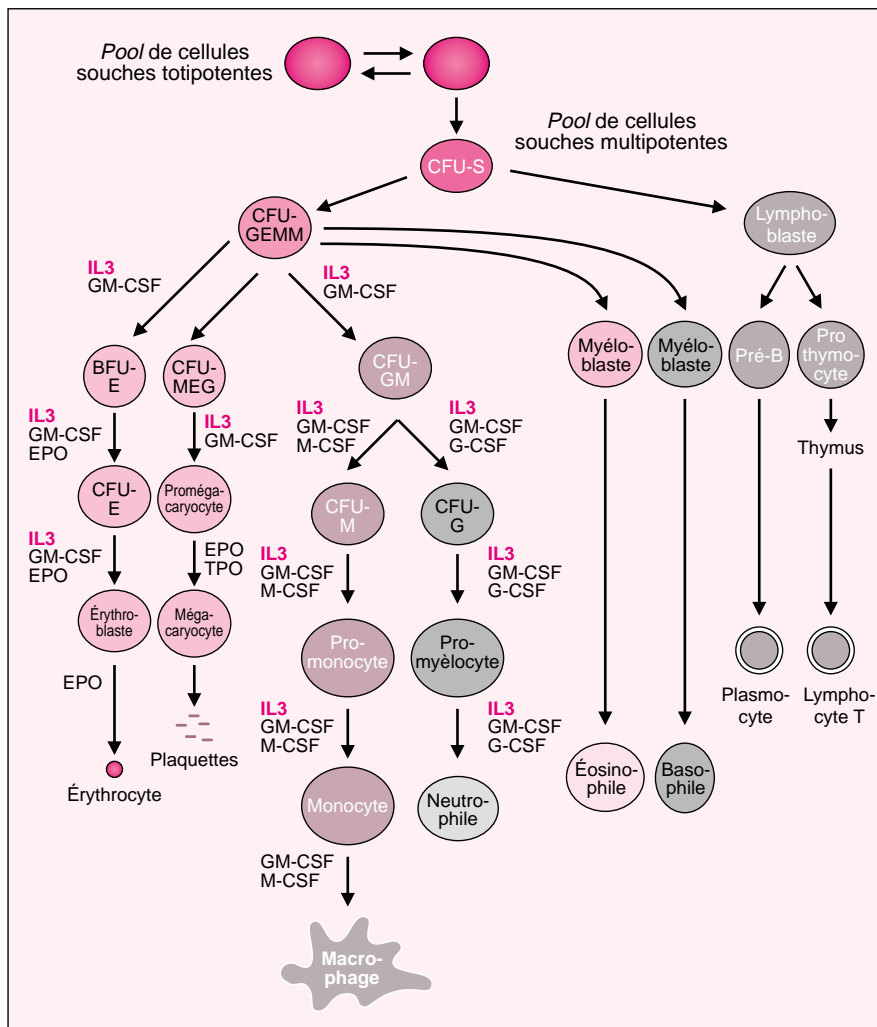 Pool de cellules
souches totipotentes
Pool de cellules
souches multipotentes
CFU-S
CFU-
GEMM
Lympho-
blaste
IL3
GM-CSF
IL3
GM-CSF
BFU-
E
CFU-
MEG
CFU-
GM
Myélo-
blaste
Myélo-
blaste
Pré-B
Pro
thymo-
cyte
IL3
GM-CSF
EPO
IL3
GM-CSF
IL3
GM-CSF
M-CSF
IL3
GM-CSF
G-CSF
Thymus
CFU-
E
Proméga-
caryocyte
CFU-
M
CFU-
G
IL3
GM-CSF
EPO
EPO
TPO
IL3
GM-CSF
M-CSF
IL3
GM-CSF
G-CSF
Érythro-
blaste
Méga-
caryocyte
Pro-
monocyte
Pro-
myèlocyte
EPO
Plaquettes
Érythrocyte
IL3
GM-CSF
M-CSF
IL3
GM-CSF
G-CSF
Plasmo-
cyte
Lympho-
cyte T
Monocyte
Neutro-
phile
Éosino-
phile
Baso-
phile
GM-CSF
M-CSF
Macro-
phage